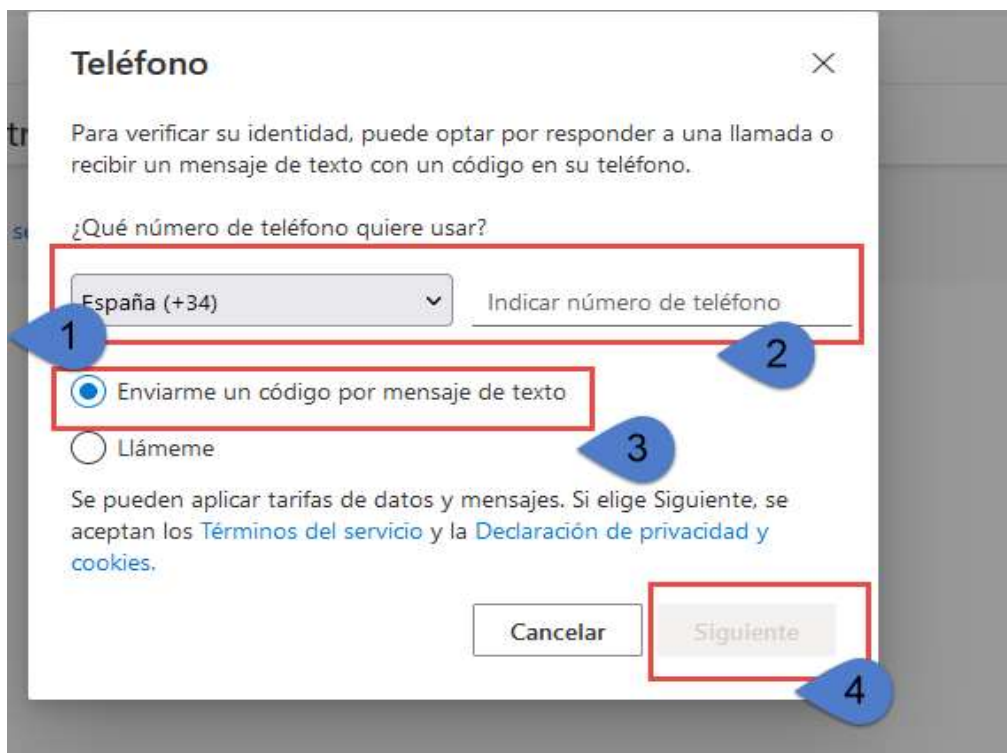 Teléfono
tr
Para verificar su identidad, puede optar por responder a una llamada o
recibir un mensaje de texto con un código en su teléfono.
se
¿Qué número de teléfono quiere usar?
España (+34)
Indicar número de teléfono
1
2
Enviarme un código por mensaje de texto
Llámeme
3
Se pueden aplicar tarifas de datos y mensajes. Si elige Siguiente, se
aceptan los Términos del servicio y la Declaración de privacidad y
cookies.
Cancelar
Siguiente
4